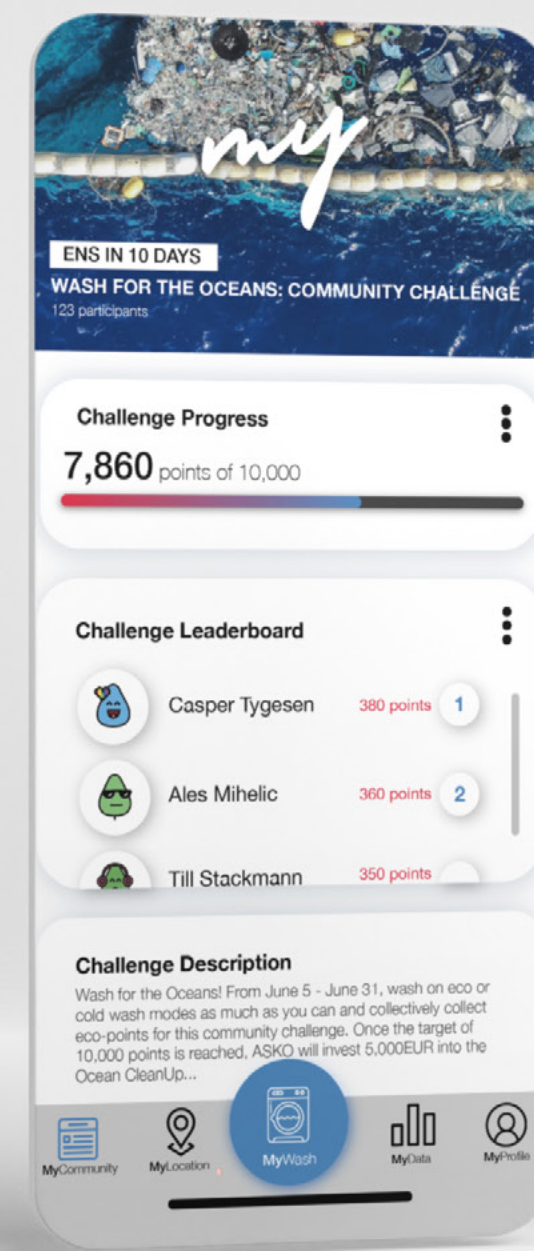 my
ENS IN 10 DAYS
WASH FOR THE OCEANS: COMMUNITY CHALLENGE
123 participants
Challenge Progress
7,860 points of 10,000
Challenge Leaderboard
Casper Tygesen 380 points 1
Ales Mihelic 360 points 2
Till Stackmann 350 points
Challenge Description
Wash for the Oceans! From June 5 - June 31, wash on eco or
cold wash modes as much as you can and collectively collect
eco-points for this community challenge. Once the target of
10,000 points is reached, ASKO will invest 5,000EUR into the
Ocean CleanUp...
MyCommunity MyLocation MyWash MyData MyProfile